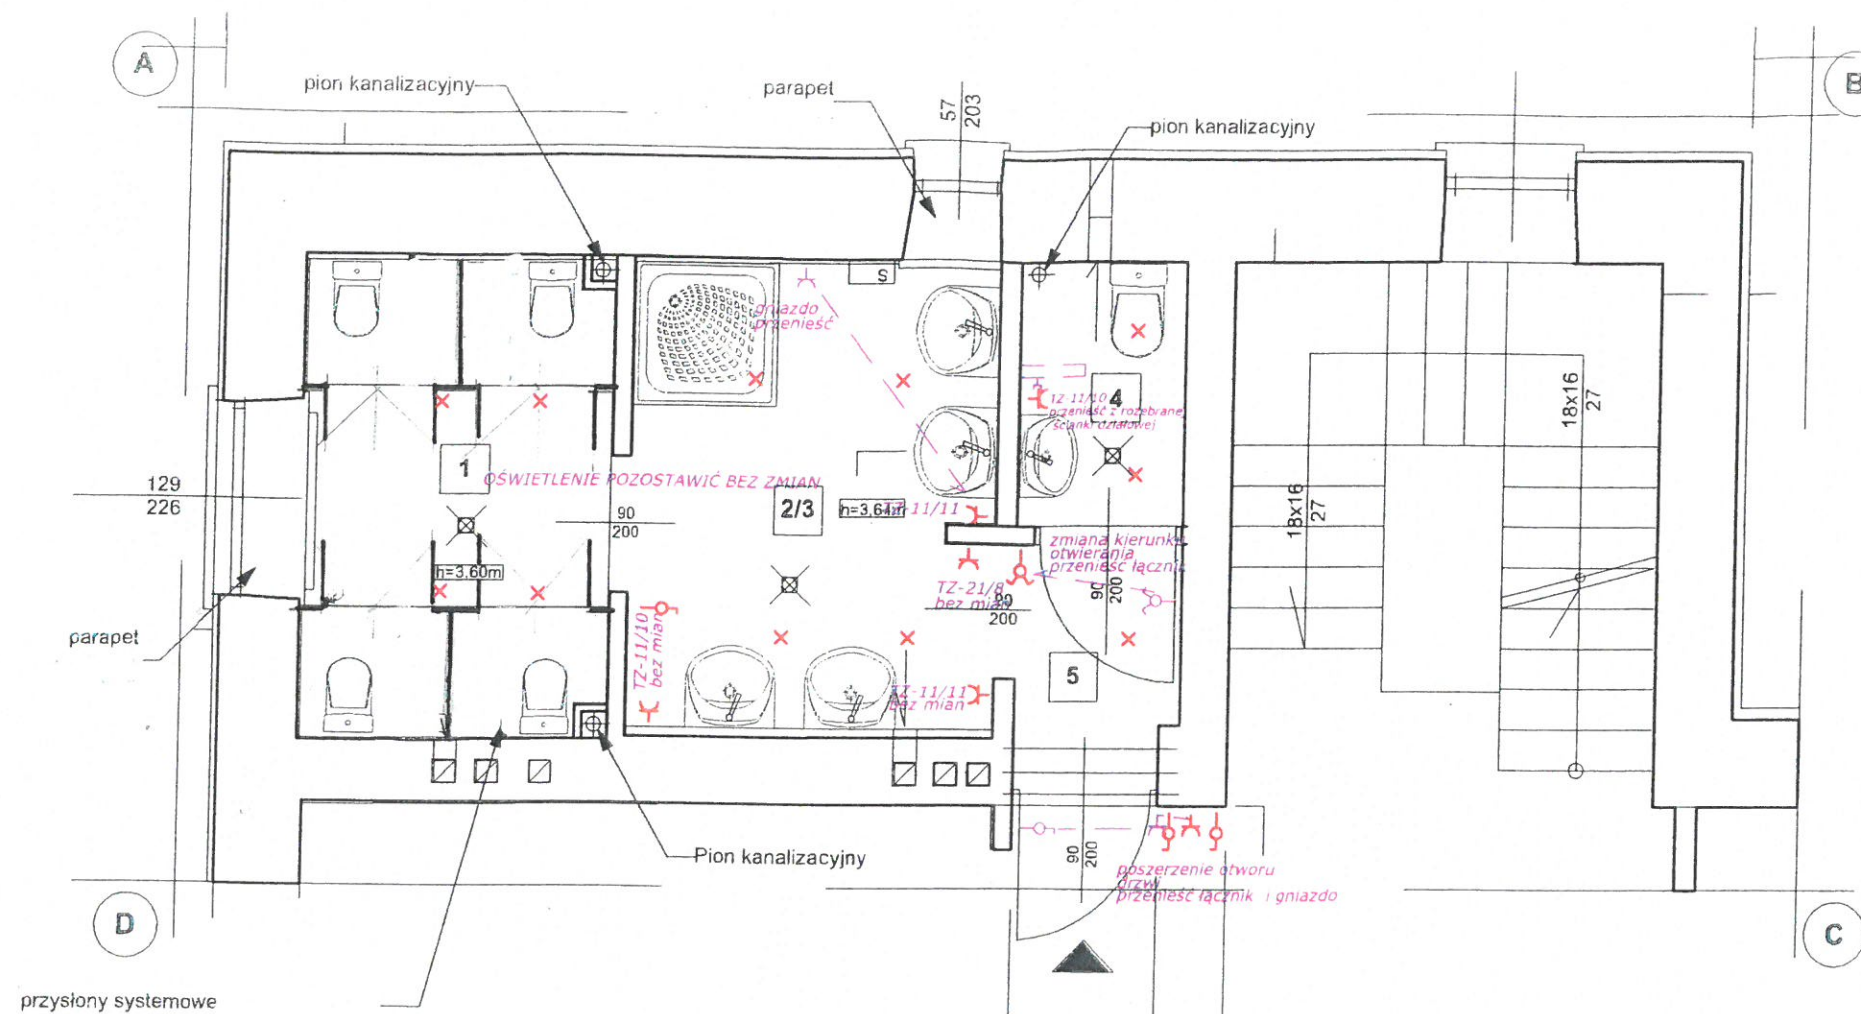 A
pion kanalizacyjny
parapet
57
203
pion kanalizacyjny
B
S
gniazdo
przenieść
4
TZ-11/10
przenieść z rozebranej
ścianki działowej
18x16
27
18x16
27
1
OŚWIETLENIE POZOSTAWIĆ BEZ ZMIAN
129
226
90
200
2/3
h=3,64m
TZ-11/11
zmiana kierunku
otwierania
przenieść łącznik
h=3,60m
TZ-21/8
bez mian
90
200
90
200
parapet
TZ-11/10
bez mian
5
TZ-11/11
bez mian
Pion kanalizacyjny
90
200
poszerzenie otworu
drzwi
przenieść łącznik i gniazdo
D
C
przysłony systemowe